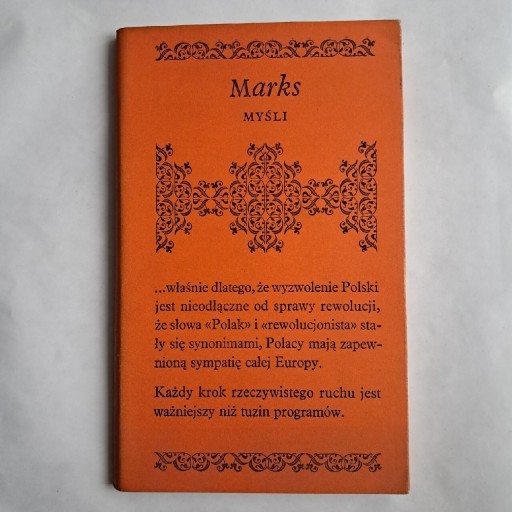 Marks
MYŚLI
...właśnie dlatego, że wyzwolenie Polski
jest nieodłączne od sprawy rewolucji,
że słowa «Polak» i «rewolucjonista» sta-
ły się synonimami, Polacy mają zapew-
nioną sympatię całej Europy.
Każdy krok rzeczywistego ruchu jest
ważniejszy niż tuzin programów.